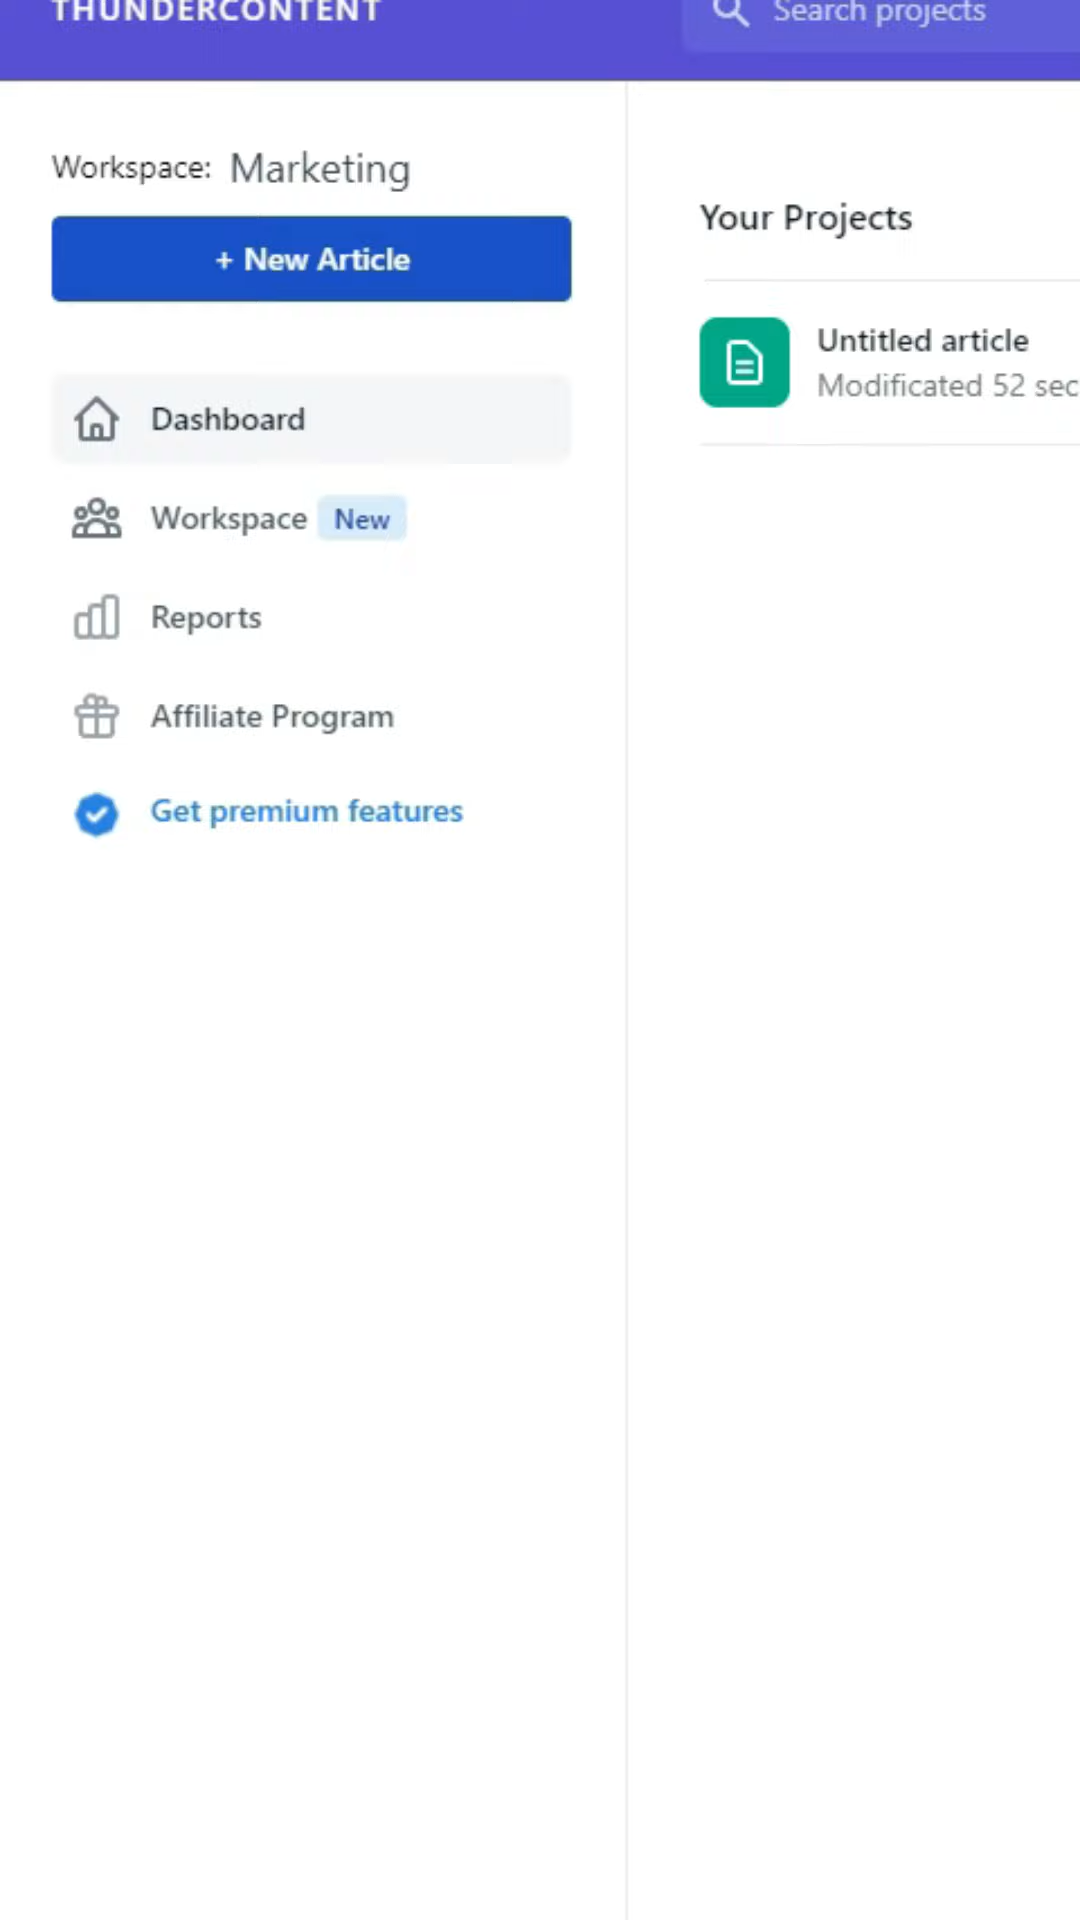 THUNDERCONTENT
Search projects
Workspace: Marketing
+ New Article
Dashboard
Workspace New
Reports
Affiliate Program
Get premium features
Your Projects
Untitled article
Modificated 52 sec